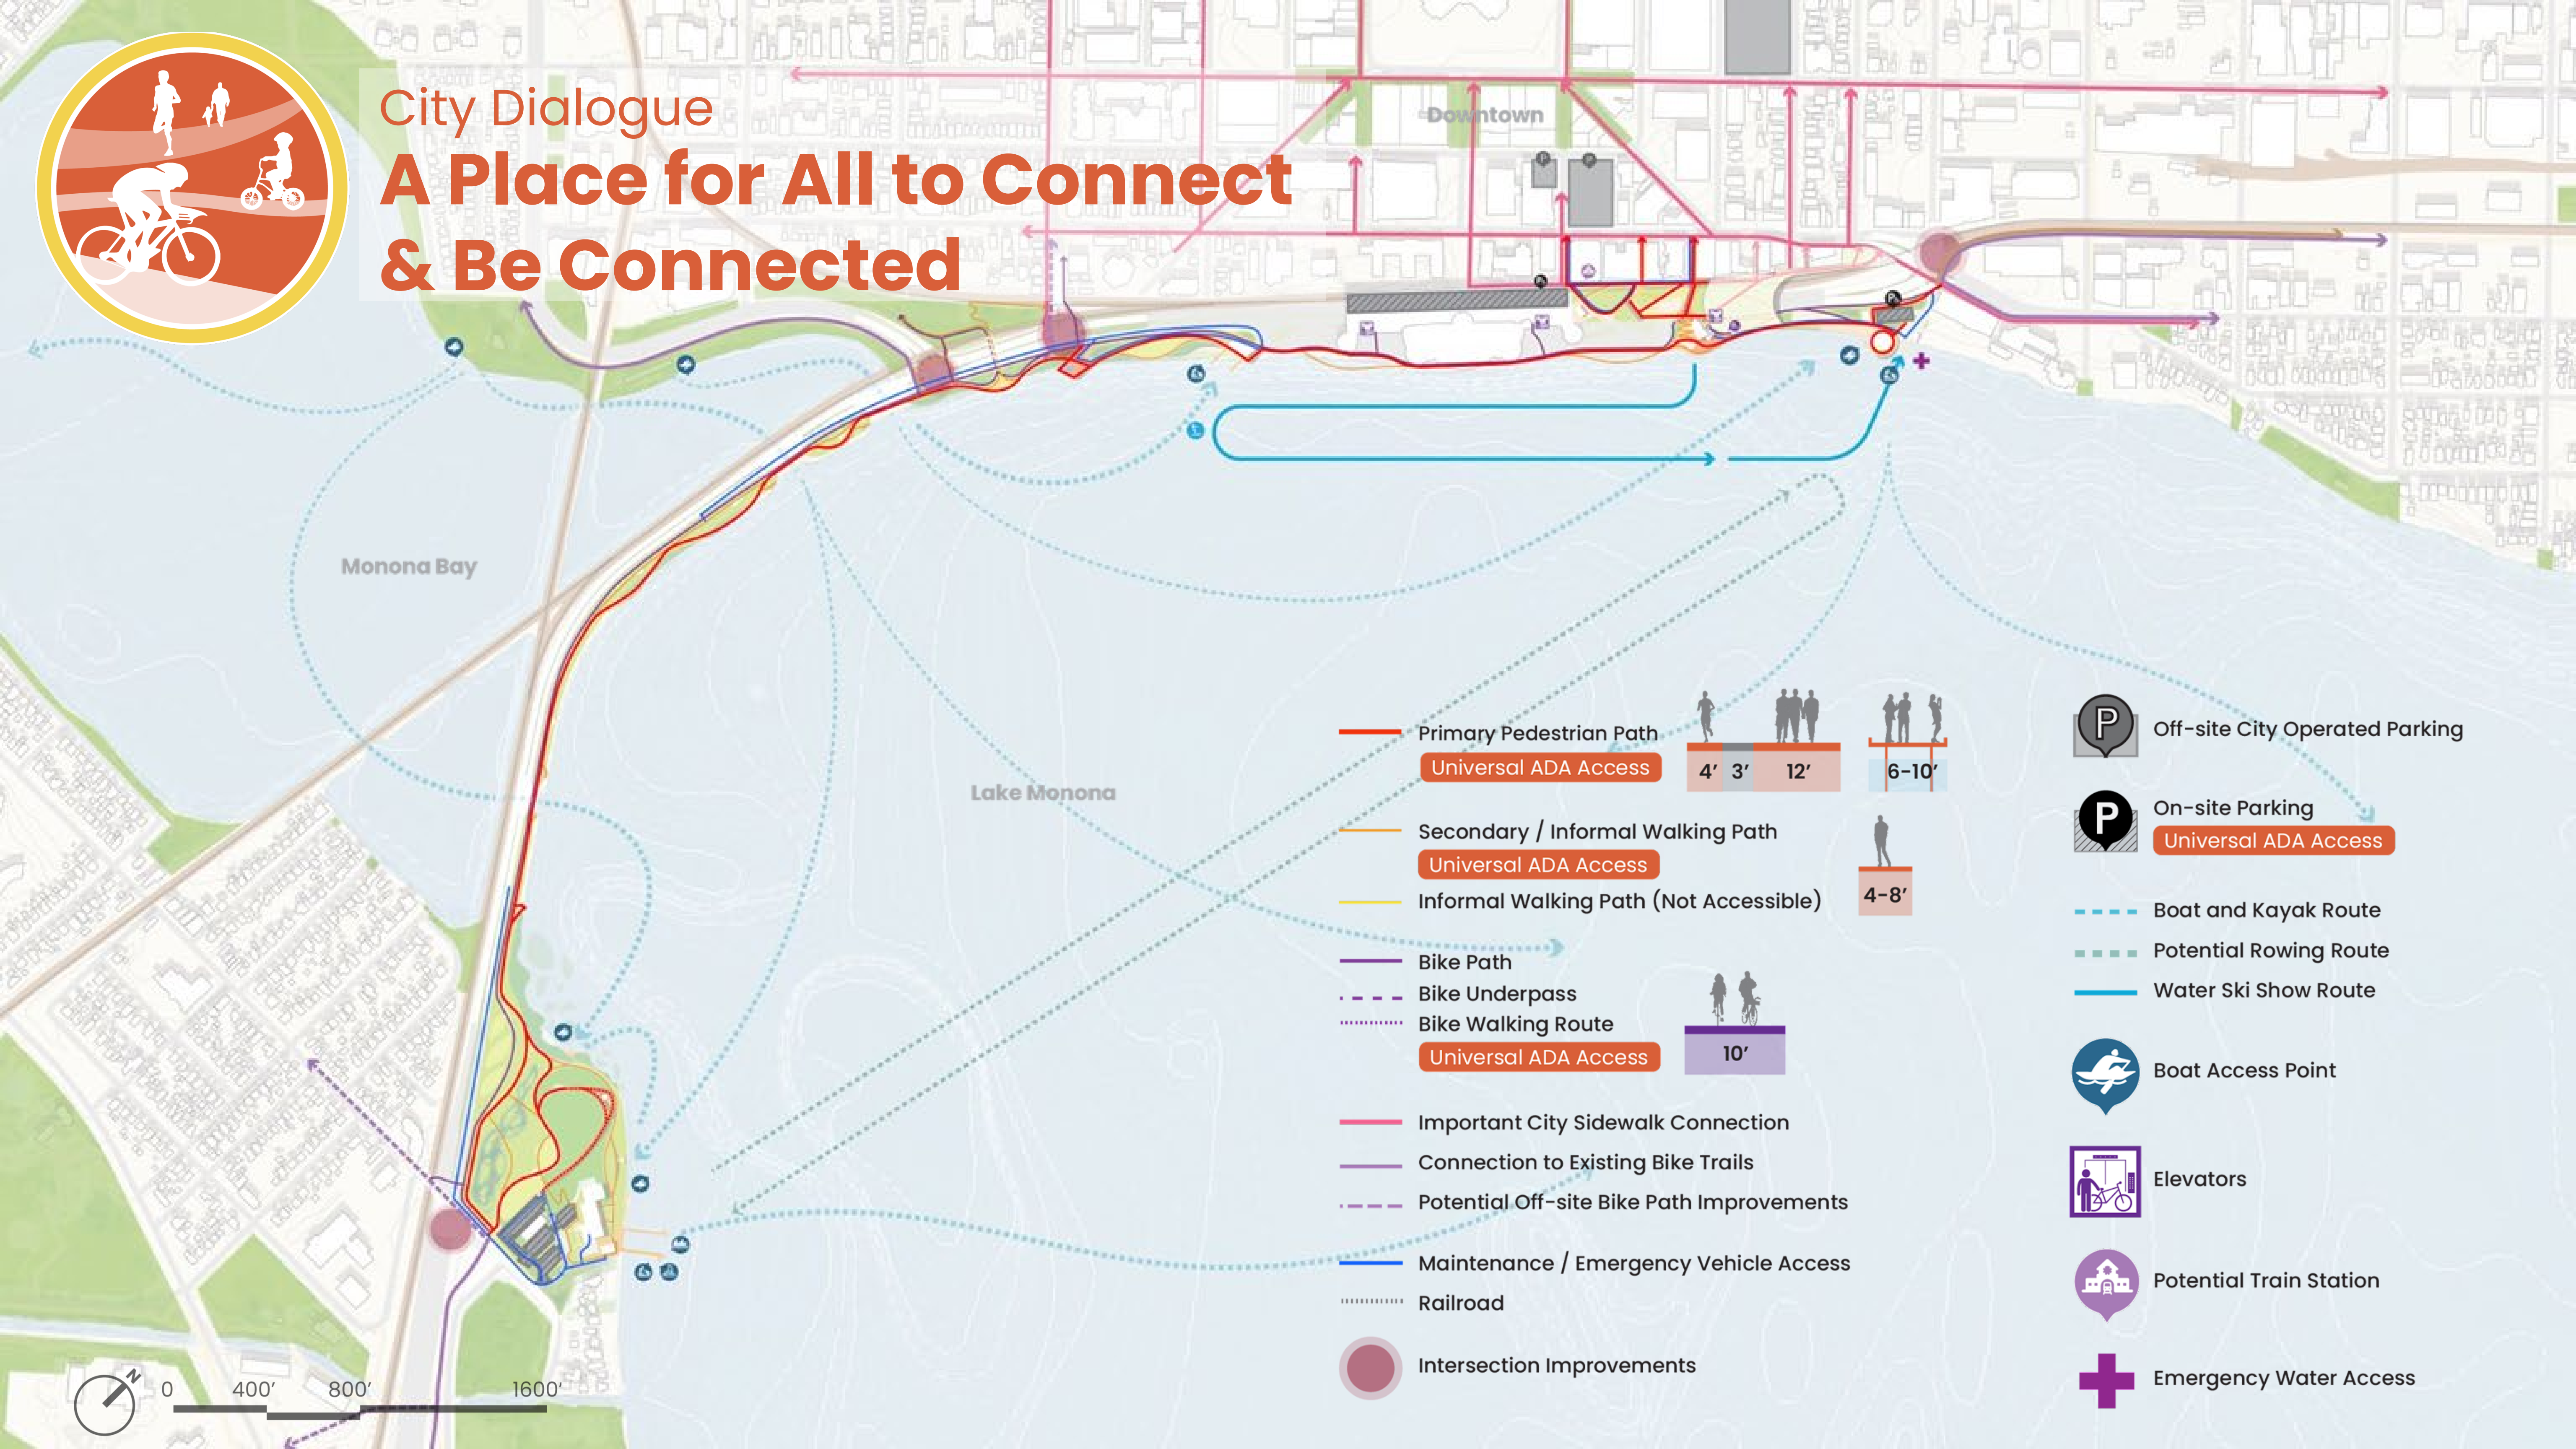 City Dialogue
A Place for All to Connect
& Be Connected
Downtown
P
P
Monona Bay
Lake Monona
Primary Pedestrian Path
Universal ADA Access
4’ 3’ 12’
6-10’
Secondary / Informal Walking Path
Universal ADA Access
Informal Walking Path (Not Accessible)
4-8’
Bike Path
Bike Underpass
Bike Walking Route
Universal ADA Access
10’
Important City Sidewalk Connection
Connection to Existing Bike Trails
Potential Off-site Bike Path Improvements
Maintenance / Emergency Vehicle Access
Railroad
Intersection Improvements
P
Off-site City Operated Parking
P
On-site Parking
Universal ADA Access
Boat and Kayak Route
Potential Rowing Route
Water Ski Show Route
Boat Access Point
Elevators
Potential Train Station
Emergency Water Access
N
0 400’ 800’ 1600’